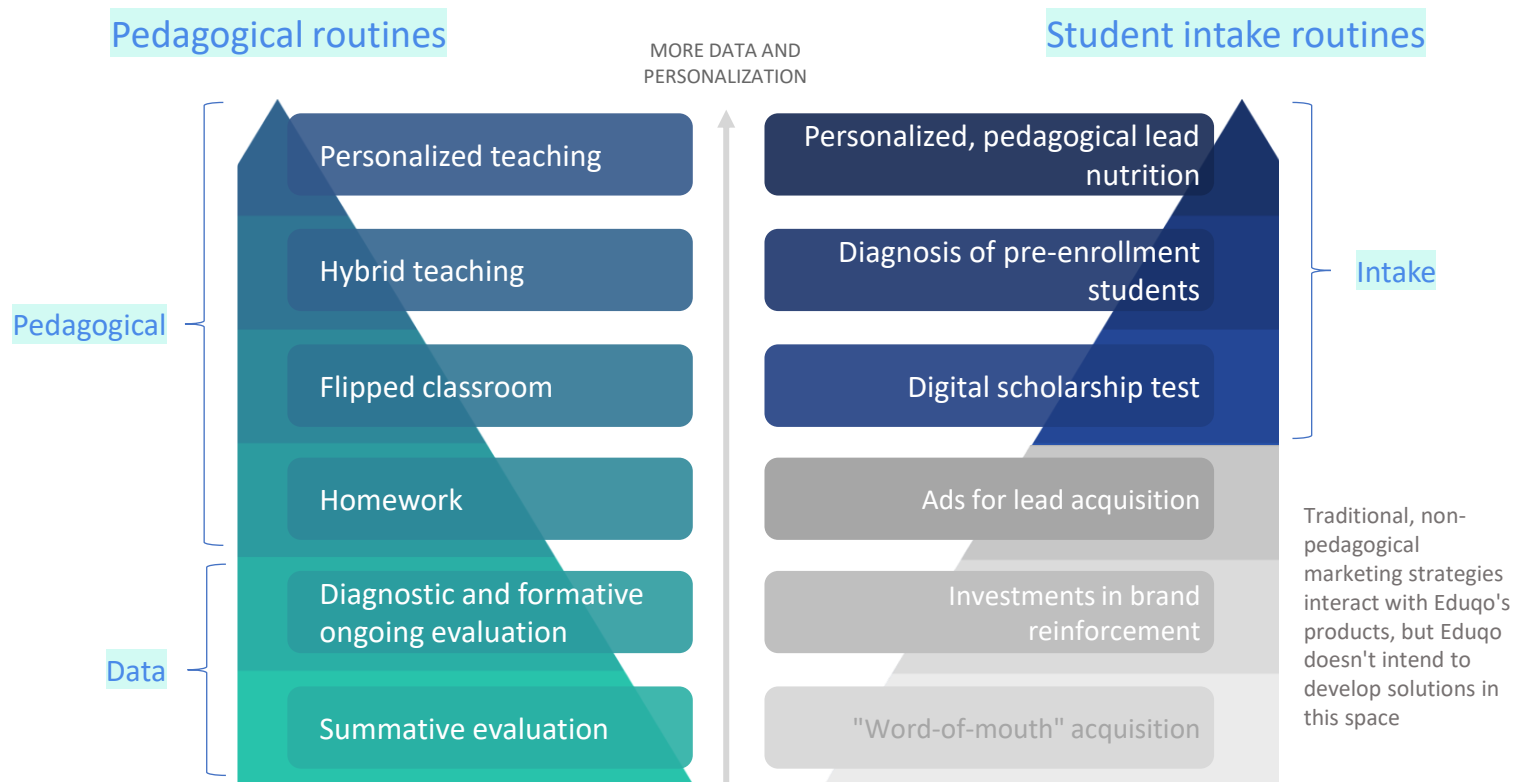 Pedagogical routines
MORE DATA AND
PERSONALIZATION
Student intake routines
Pedagogical
Data
Personalized teaching
Hybrid teaching
Flipped classroom
Homework
Diagnostic and formative
ongoing evaluation
Summative evaluation
Personalized, pedagogical lead
nutrition
Diagnosis of pre-enrollment
students
Digital scholarship test
Ads for lead acquisition
Investments in brand
reinforcement
"Word-of-mouth" acquisition
Intake
Traditional, non-
pedagogical
marketing strategies
interact with Eduqo's
products, but Eduqo
doesn't intend to
develop solutions in
this space